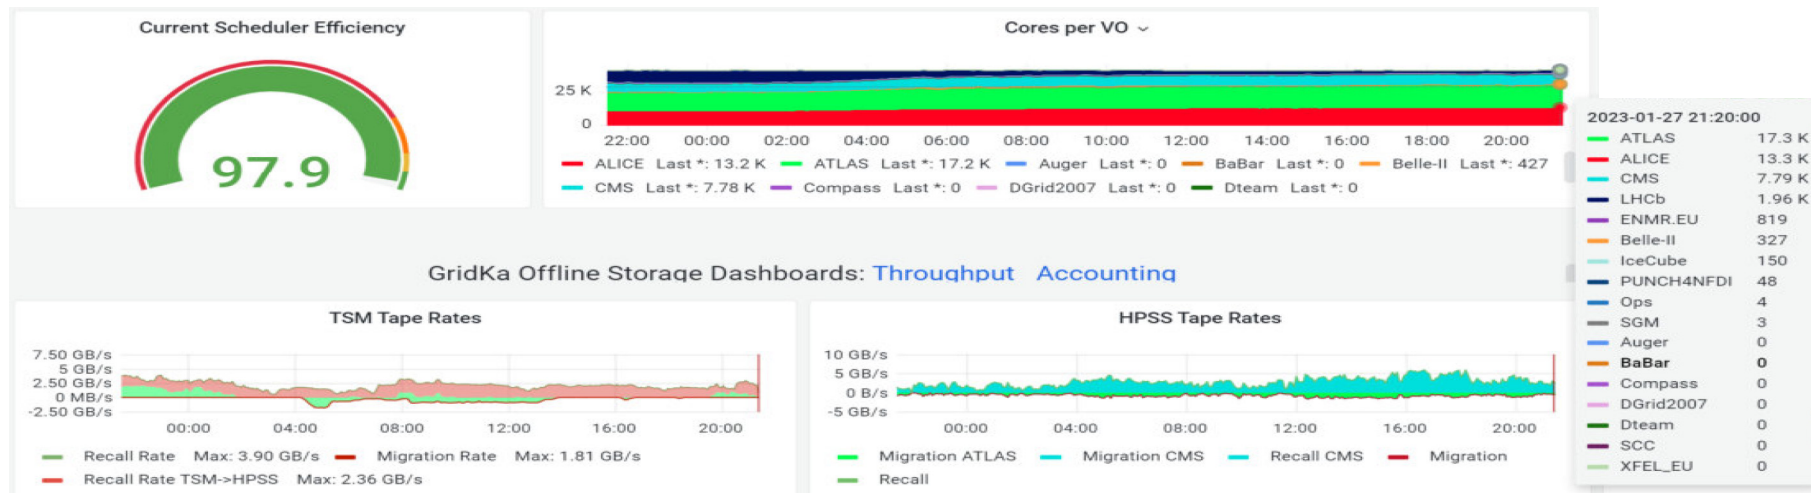 Current Scheduler Efficiency
97.9
Cores per VO
25 K
0
22:00 00:00 02:00 04:00 06:00 08:00 10:00 12:00 14:00 16:00 18:00 20:00
ALICE Last *: 13.2 K ATLAS Last *: 17.2 K Auger Last *: 0 BaBar Last *: 0 Belle-II Last *: 427
CMS Last *: 7.78 K Compass Last *: 0 DGrid2007 Last *: 0 Dteam Last *: 0
2023-01-27 21:20:00
ATLAS 17.3 K
ALICE 13.3 K
CMS 7.79 K
LHCb 1.96 K
ENMR.EU 819
Belle-II 327
IceCube 150
PUNCH4NFDI 48
Ops 4
SGM 3
Auger 0
BaBar 0
Compass 0
DGrid2007 0
Dteam 0
SCC 0
XFEL_EU 0
GridKa Offline Storage Dashboards: Throughput Accounting
TSM Tape Rates
7.50 GB/s
5 GB/s
2.50 GB/s
0 MB/s
-2.50 GB/s
00:00 04:00 08:00 12:00 16:00 20:00
Recall Rate Max: 3.90 GB/s Migration Rate Max: 1.81 GB/s
Recall Rate TSM->HPSS Max: 2.36 GB/s
HPSS Tape Rates
10 GB/s
5 GB/s
0 B/s
-5 GB/s
00:00 04:00 08:00 12:00 16:00 20:00
Migration ATLAS Migration CMS Recall CMS Migration
Recall